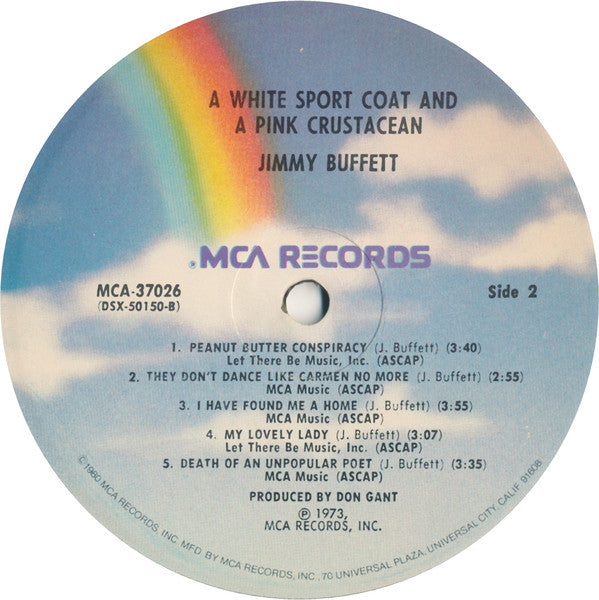 A WHITE SPORT COAT AND
A PINK CRUSTACEAN
JIMMY BUFFETT
®MCA RECORDS
MCA-37026
(DSX-50150-B)
Side 2
1. PEANUT BUTTER CONSPIRACY (J. Buffett) (3:40)
Let There Be Music, Inc. (ASCAP)
2. THEY DON'T DANCE LIKE CARMEN NO MORE (J. Buffett) (2:55)
MCA Music (ASCAP)
3. I HAVE FOUND ME A HOME (J. Buffett) (3:55)
MCA Music (ASCAP)
4. MY LOVELY LADY (J. Buffett) (3:07)
Let There Be Music, Inc. (ASCAP)
5. DEATH OF AN UNPOPULAR POET (J. Buffett) (3:35)
MCA Music (ASCAP)
PRODUCED BY DON GANT
℗ 1973,
MCA RECORDS, INC.
©1980 MCA RECORDS, INC. MFD. BY MCA RECORDS, INC., 70 UNIVERSAL PLAZA, UNIVERSAL CITY, CALIF. 91608